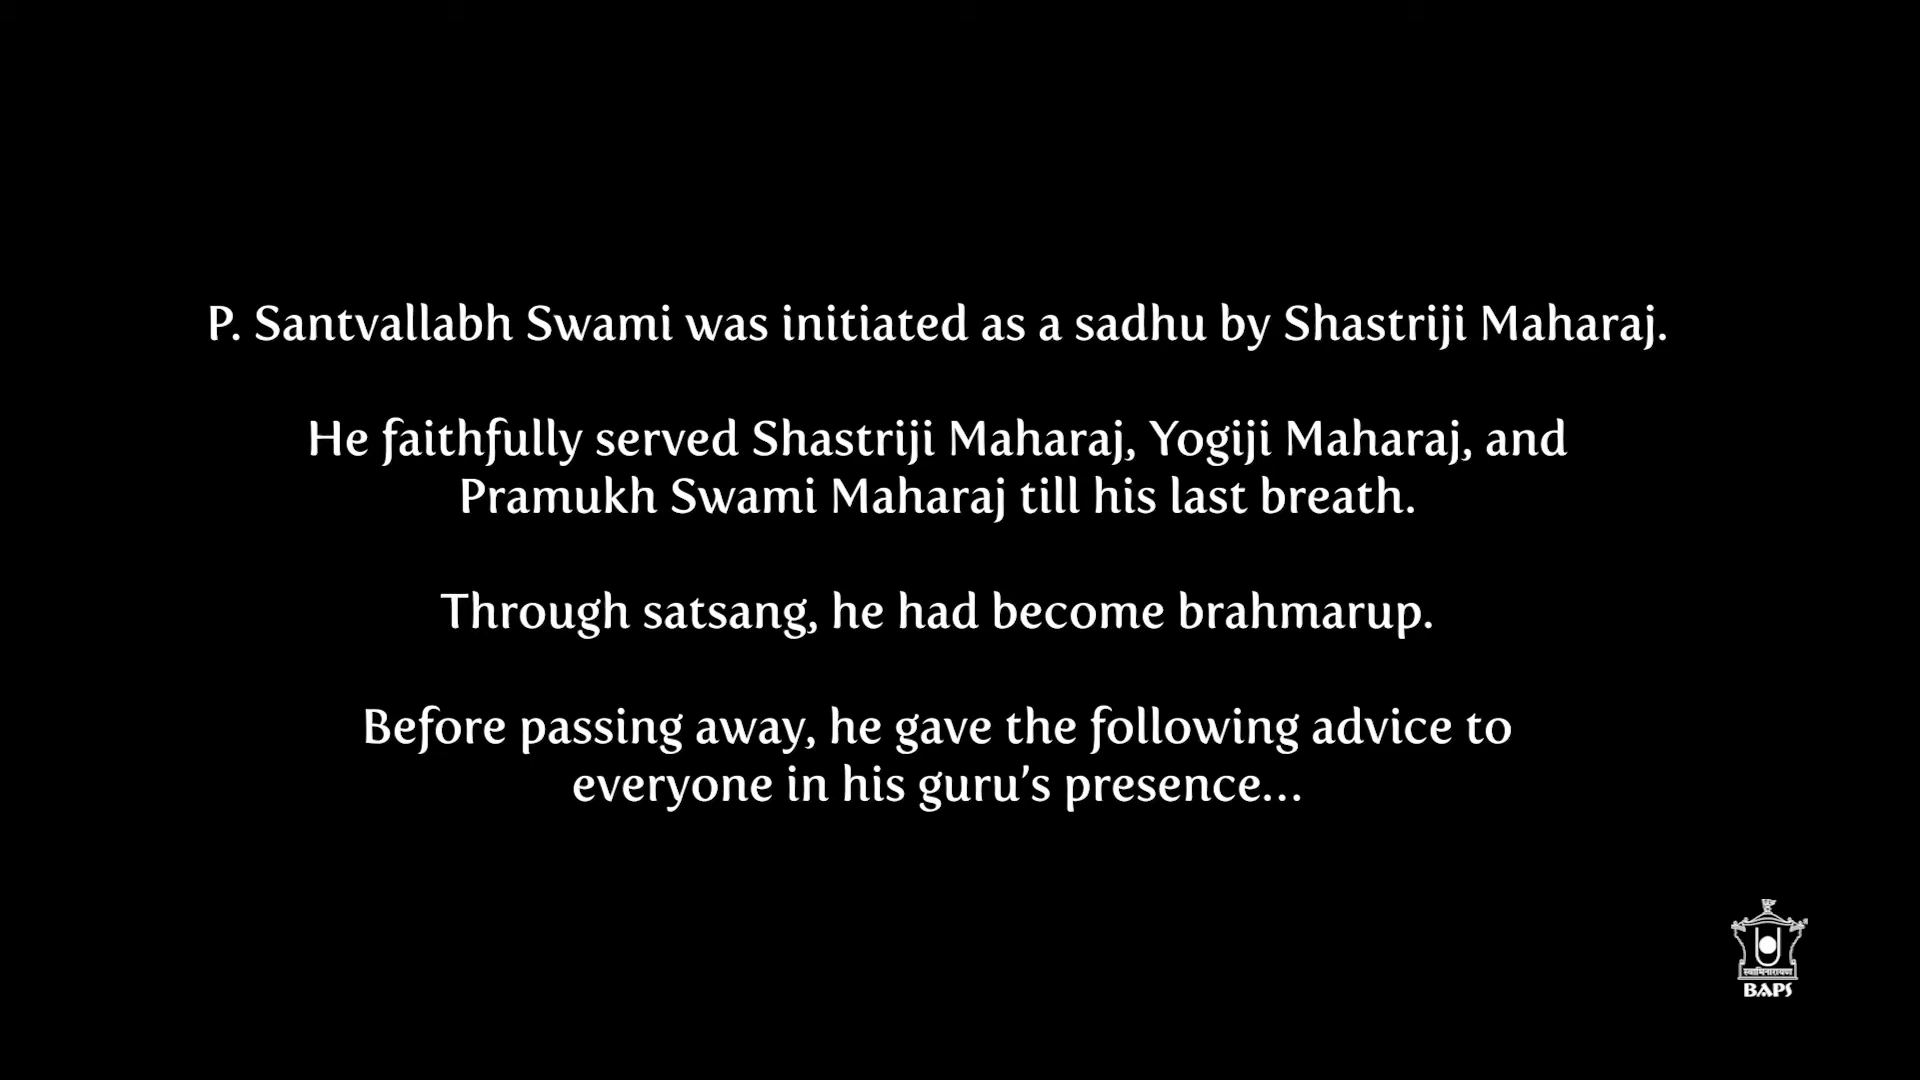 P. Santvallabh Swami was initiated as a sadhu by Shastriji Maharaj.
He faithfully served Shastriji Maharaj, Yogiji Maharaj, and
Pramukh Swami Maharaj till his last breath.
Through satsang, he had become brahmarup.
Before passing away, he gave the following advice to
everyone in his guru’s presence...
स्वामिनारायण
BAPS